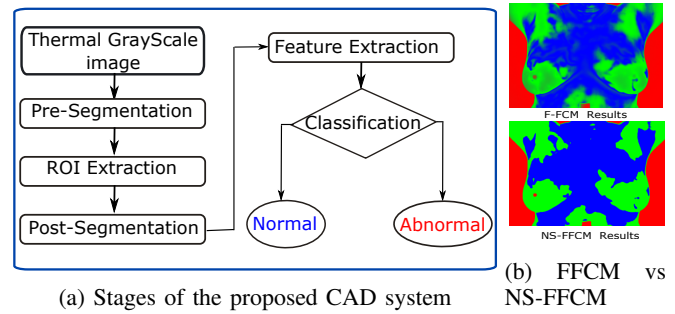 Thermal GrayScale
image
Pre-Segmentation
ROI Extraction
Post-Segmentation
Feature Extraction
Classification
Normal
Abnormal
(a) Stages of the proposed CAD system
F-FCM Results
NS-FFCM Results
(b) FFCM vs
NS-FFCM